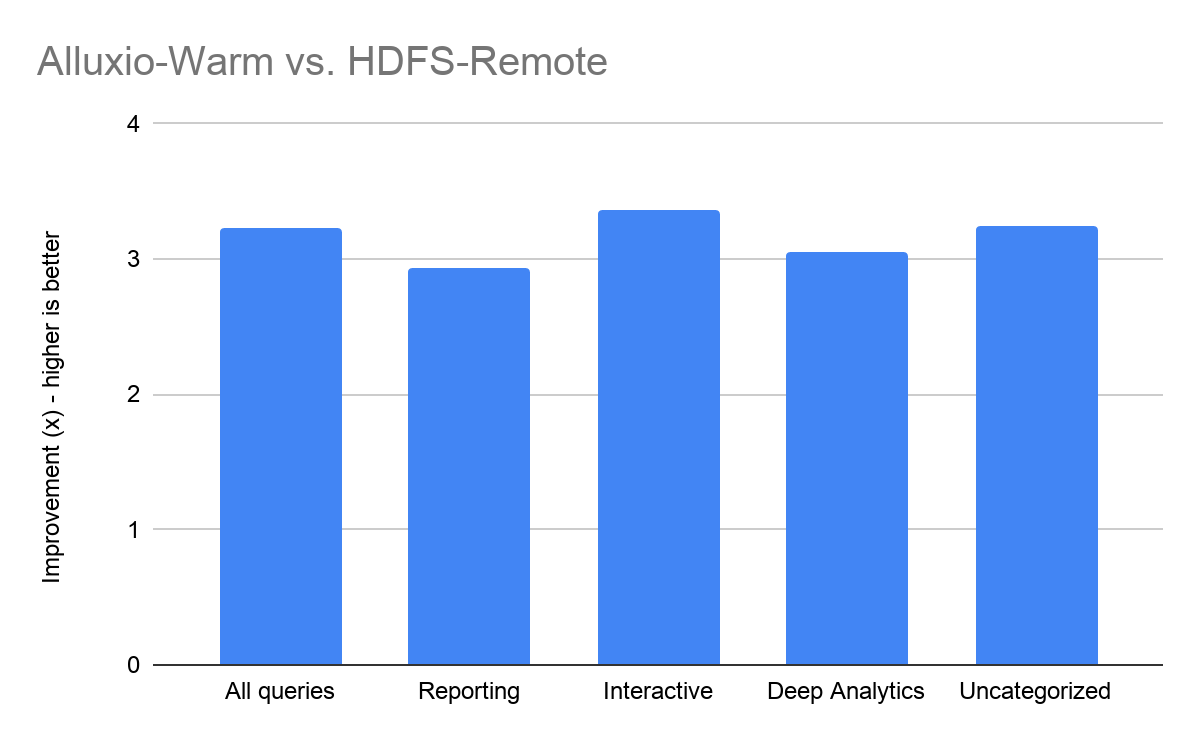 Alluxio-Warm vs. HDFS-Remote
Improvement (x) - higher is better
4
3
2
1
0
All queries
Reporting
Interactive
Deep Analytics
Uncategorized